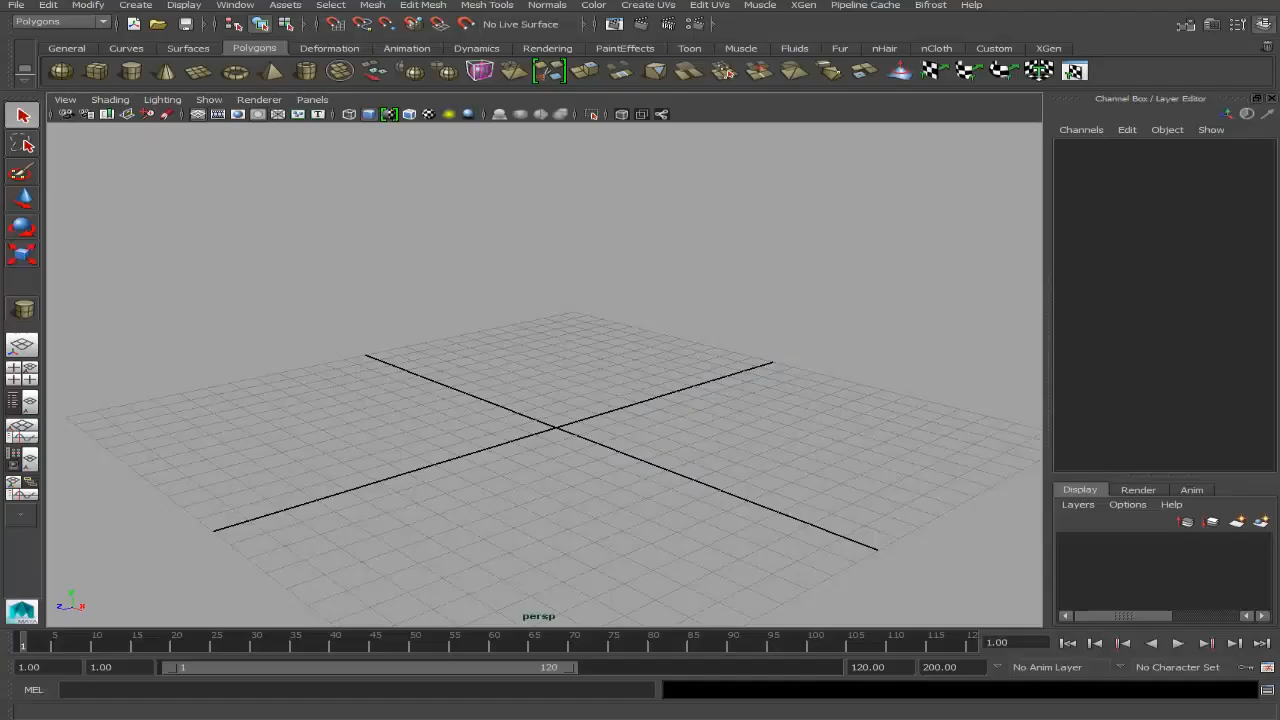 File Edit Modify Create Display Window Assets Select Mesh Edit Mesh Mesh Tools Normals Color Create UVs Edit UVs Muscle XGen Pipeline Cache Bifrost Help
Polygons No Live Surface
General Curves Surfaces Polygons Deformation Animation Dynamics Rendering PaintEffects Toon Muscle Fluids Fur nHair nCloth Custom XGen
View Shading Lighting Show Renderer Panels
Channel Box / Layer Editor
Channels Edit Object Show
Display Render Anim
Layers Options Help
y
z x
persp
MAYA
5 10 15 20 25 30 35 40 45 50 55 60 65 70 75 80 85 90 95 100 105 110 115 12
1 1.00
1.00 1.00 1 120 120.00 200.00 No Anim Layer No Character Set
MEL